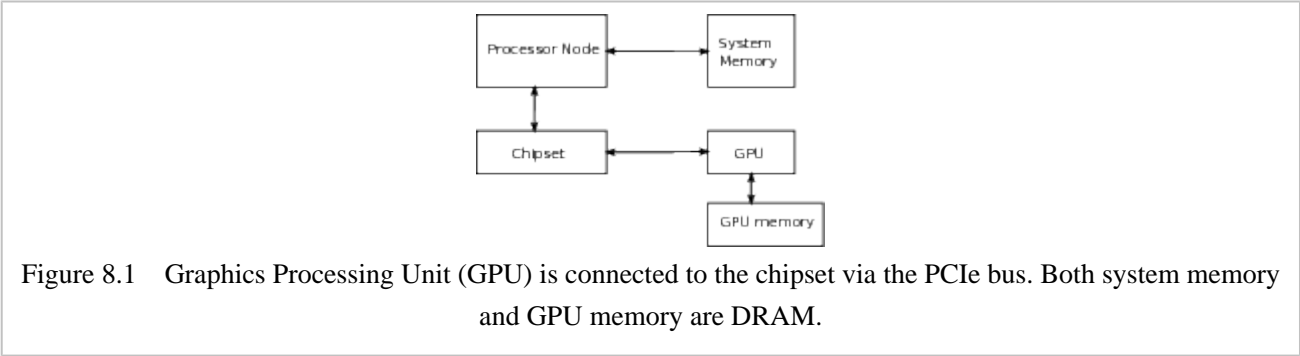 Processor Node
System
Memory
Chipset
GPU
GPU memory
Figure 8.1 Graphics Processing Unit (GPU) is connected to the chipset via the PCIe bus. Both system memory
and GPU memory are DRAM.